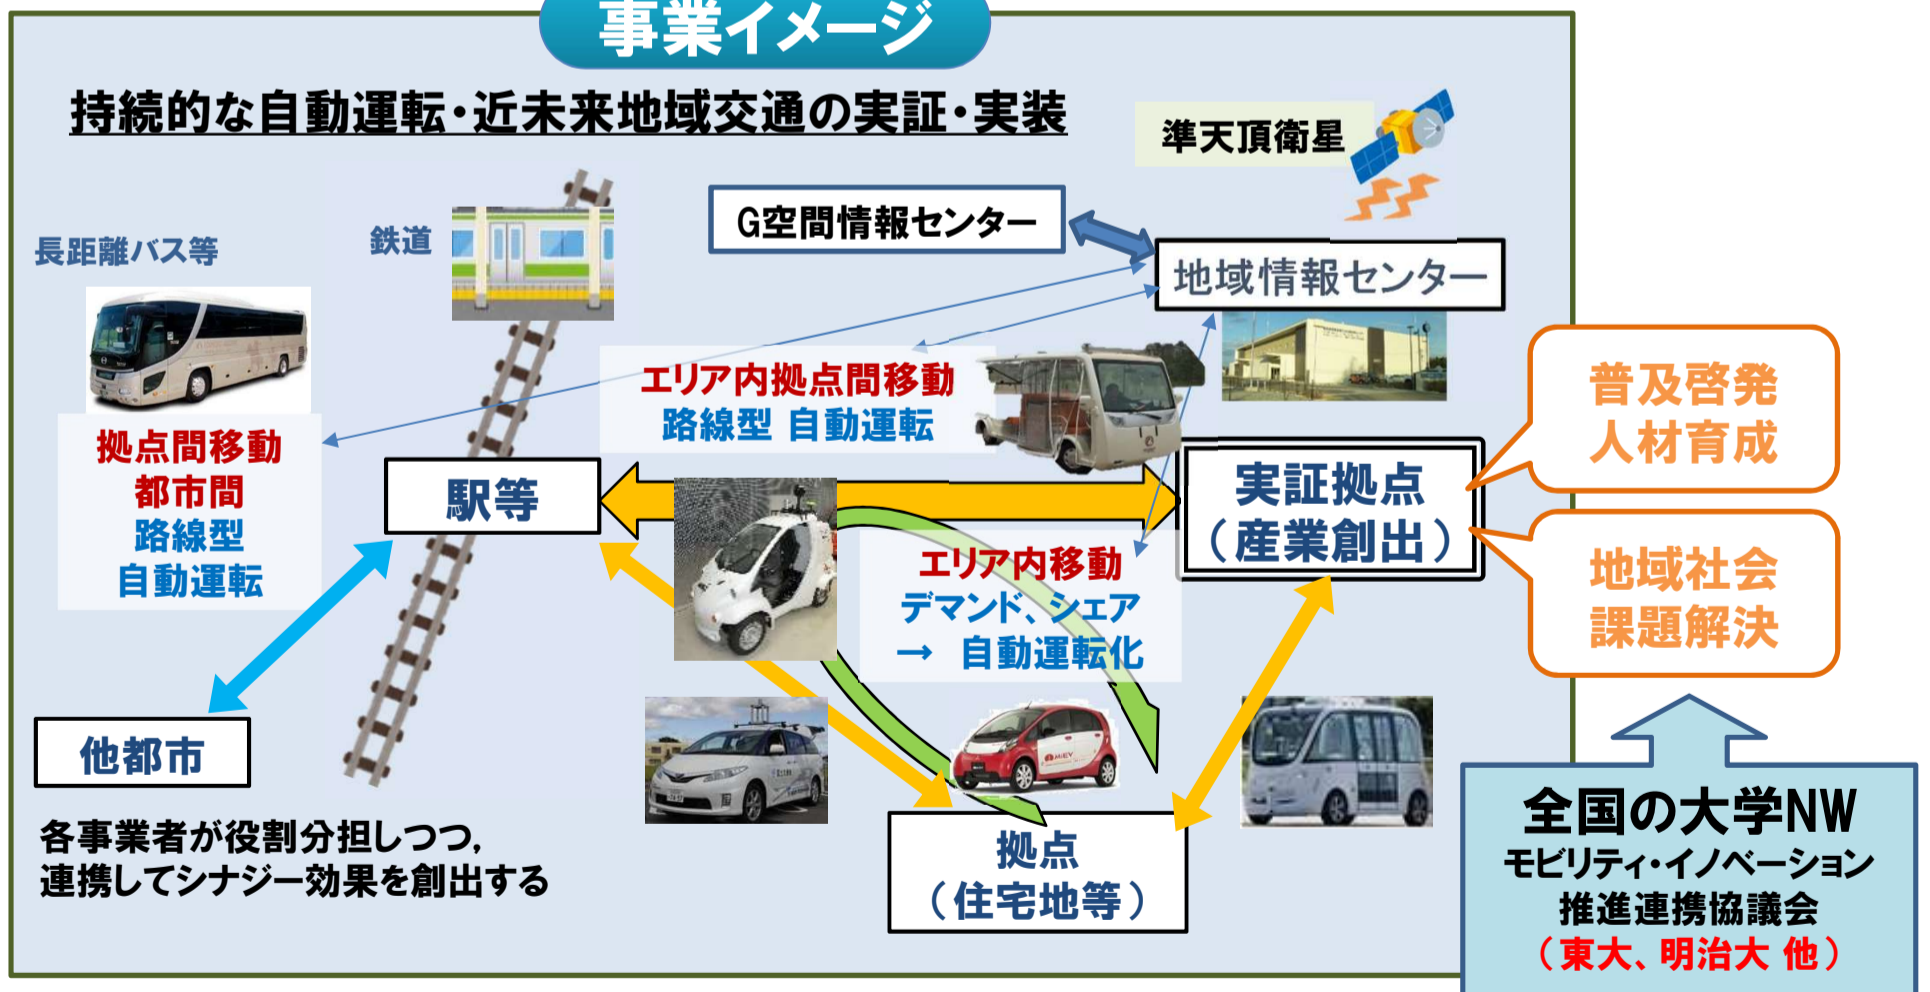 事業イメージ
持続的な自動運転・近未来地域交通の実証・実装
準天頂衛星
G空間情報センター
鉄道
長距離バス等
地域情報センター
エリア内拠点間移動
路線型 自動運転
拠点間移動
都市間
路線型
自動運転
駅等
実証拠点
（産業創出）
普及啓発
人材育成
エリア内移動
デマンド、シェア
→ 自動運転化
地域社会
課題解決
他都市
各事業者が役割分担しつつ,
連携してシナジー効果を創出する
拠点
（住宅地等）
全国の大学NW
モビリティ・イノベーション
推進連携協議会
（東大、明治大 他）